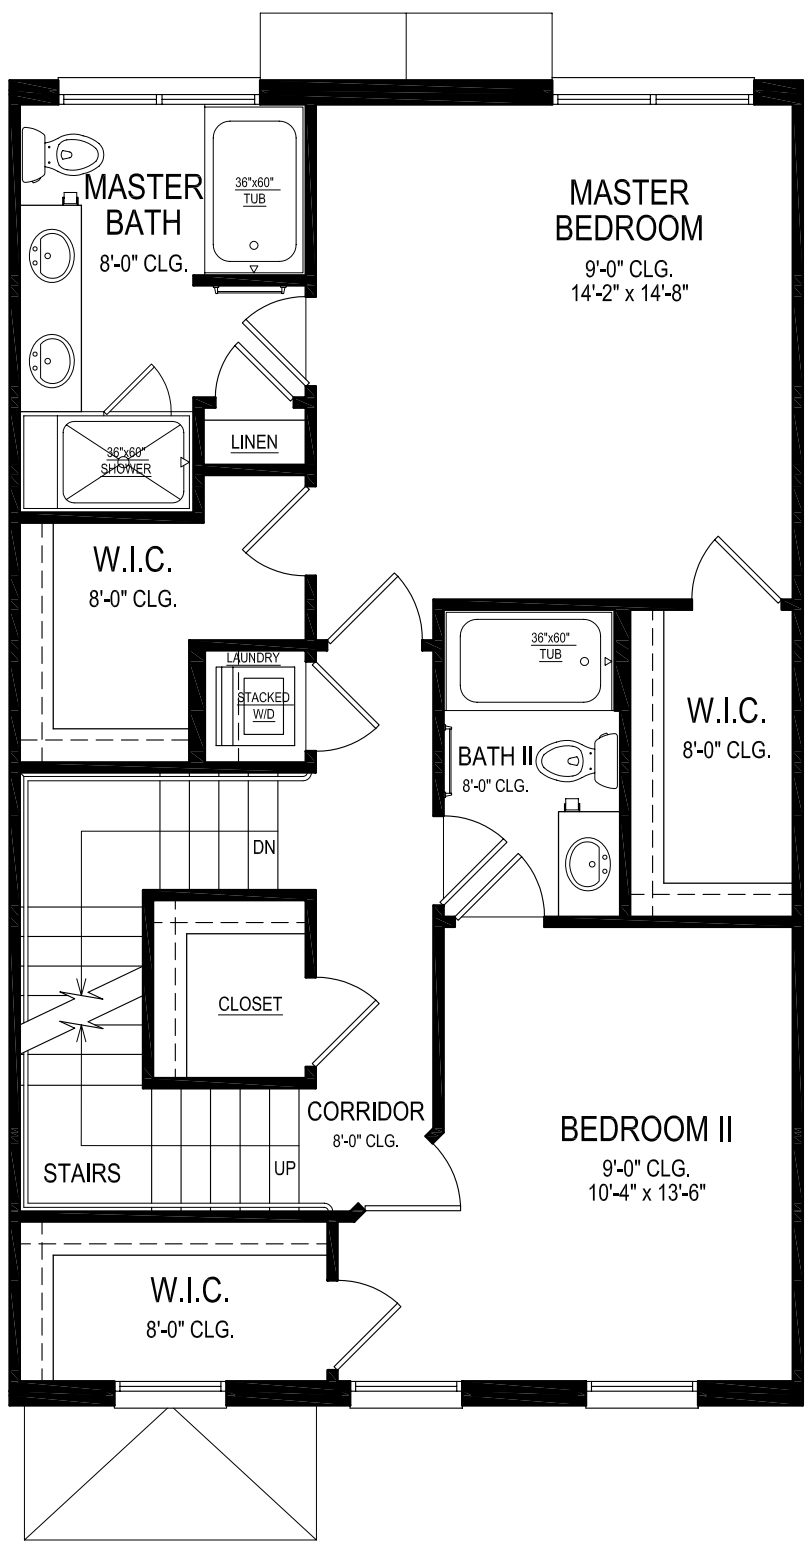 MASTER
BATH
8'-0" CLG.
36"x60"
TUB
MASTER
BEDROOM
9'-0" CLG.
14'-2" x 14'-8"
LINEN
36"x60"
SHOWER
W.I.C.
8'-0" CLG.
LAUNDRY
STACKED
W/D
36"x60"
TUB
BATH II
8'-0" CLG.
W.I.C.
8'-0" CLG.
DN
CLOSET
CORRIDOR
8'-0" CLG.
STAIRS
UP
BEDROOM II
9'-0" CLG.
10'-4" x 13'-6"
W.I.C.
8'-0" CLG.